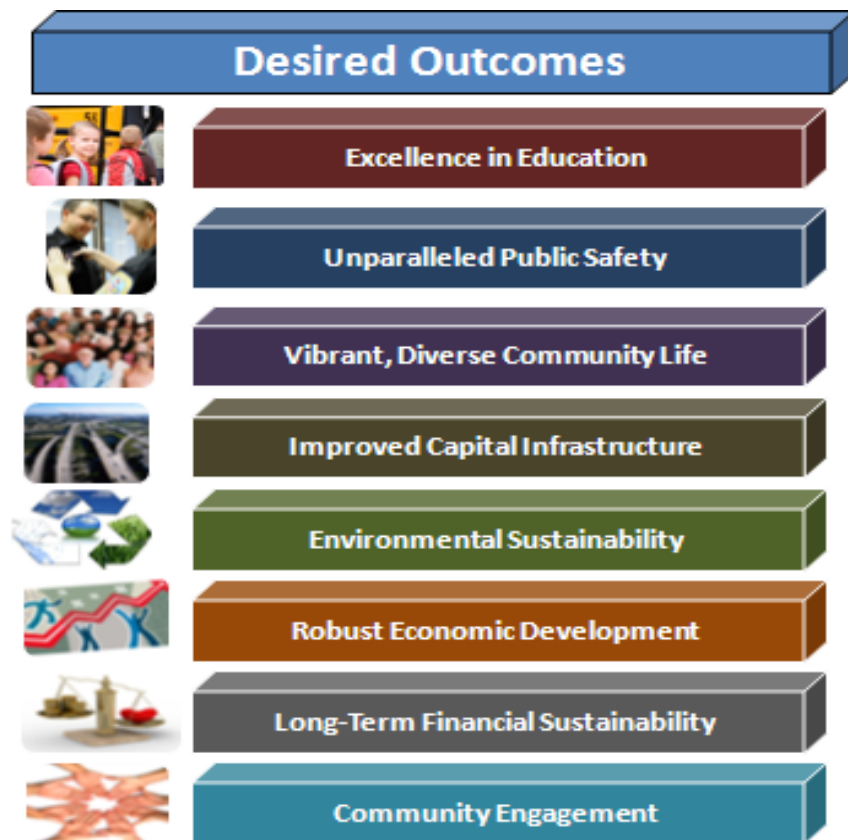 Desired Outcomes
Excellence in Education
Unparalleled Public Safety
Vibrant, Diverse Community Life
Improved Capital Infrastructure
Environmental Sustainability
Robust Economic Development
Long-Term Financial Sustainability
Community Engagement